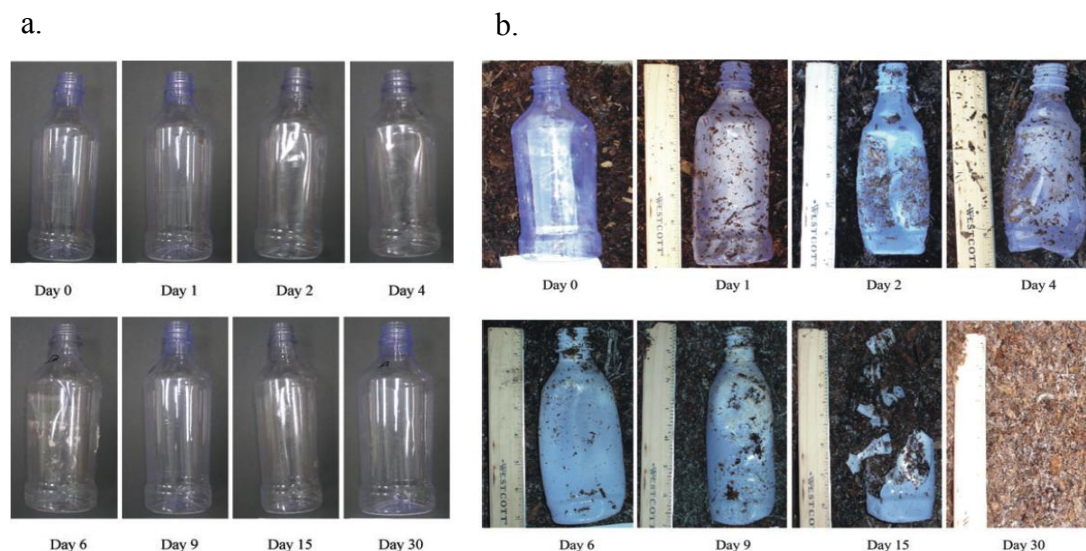 a.
b.
Day 0
Day 1
Day 2
Day 4
Day 6
Day 9
Day 15
Day 30
WESTCOTT
WESTCOTT
WESTCOTT
Day 0
Day 1
Day 2
Day 4
WESTCOTT
WESTCOTT
WESTCOTT
Day 6
Day 9
Day 15
Day 30